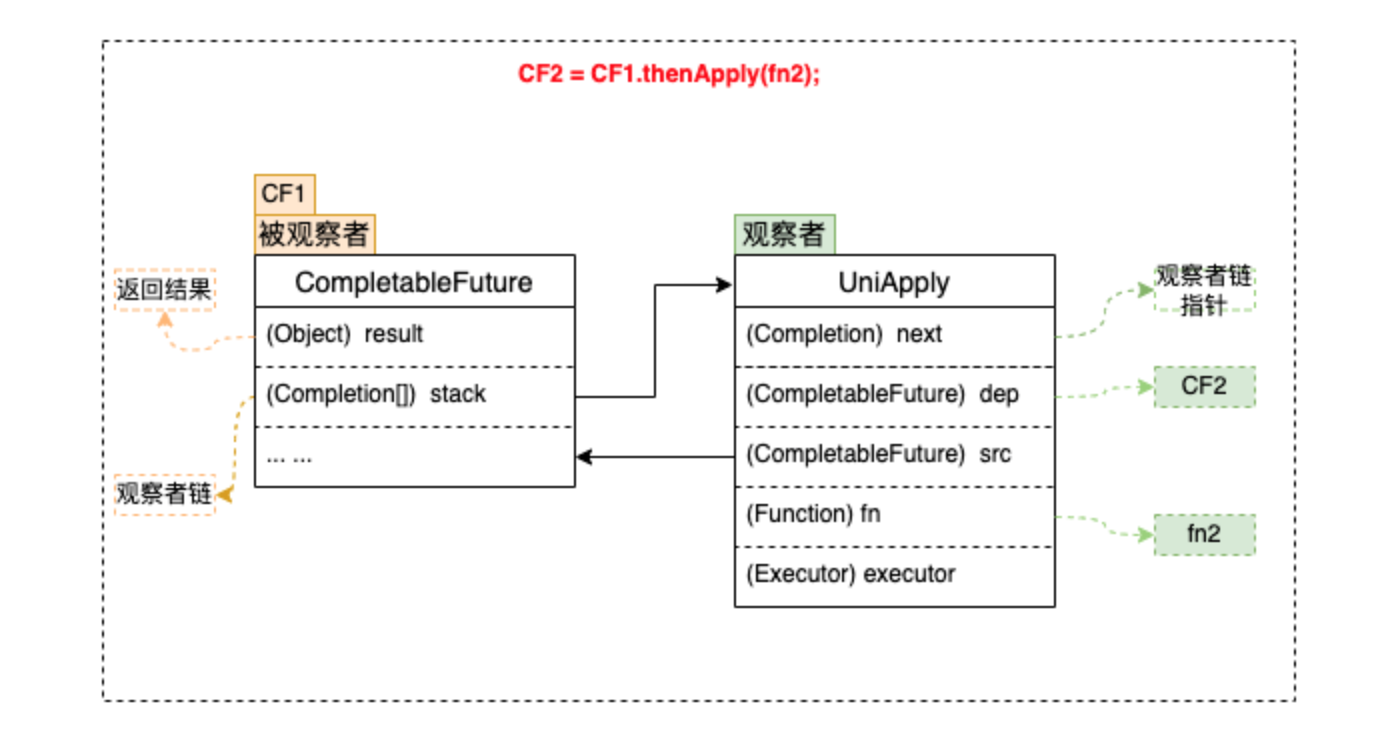 CF2 = CF1.thenApply(fn2);
CF1
被观察者
观察者
CompletableFuture
UniApply
返回结果
观察者链
指针
(Object) result
(Completion) next
(Completion[]) stack
(CompletableFuture) dep
CF2
... ...
(CompletableFuture) src
观察者链
(Function) fn
fn2
(Executor) executor